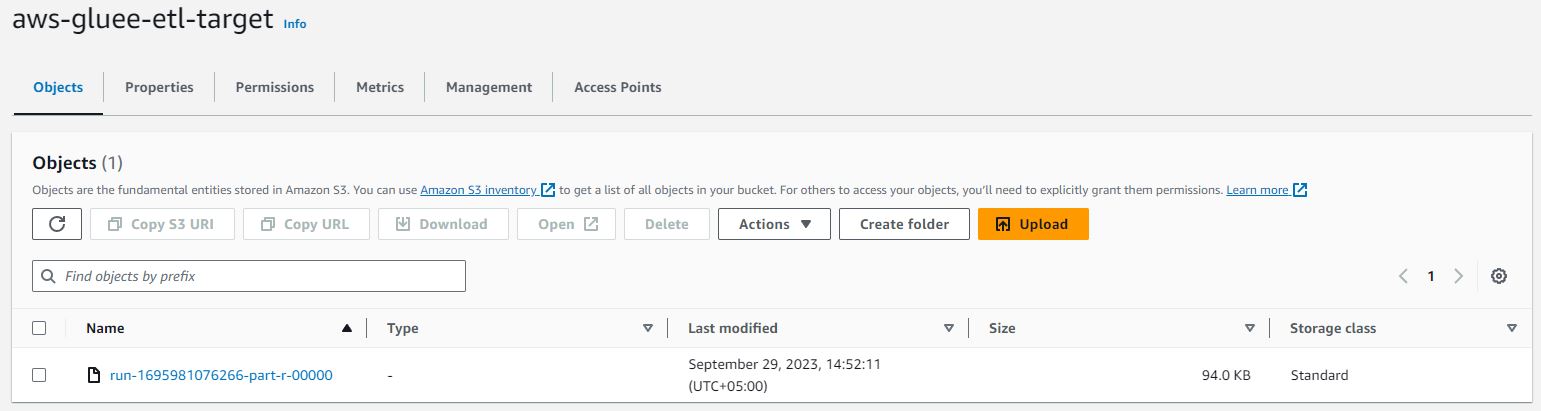 aws-gluee-etl-target Info
Objects Properties Permissions Metrics Management Access Points
Objects (1)
Objects are the fundamental entities stored in Amazon S3. You can use Amazon S3 inventory to get a list of all objects in your bucket. For others to access your objects, you'll need to explicitly grant them permissions. Learn more
Copy S3 URI Copy URL Download Open Delete Actions Create folder Upload
Find objects by prefix 1
Name Type Last modified Size Storage class
run-1695981076266-part-r-00000 - September 29, 2023, 14:52:11 94.0 KB Standard
(UTC+05:00)